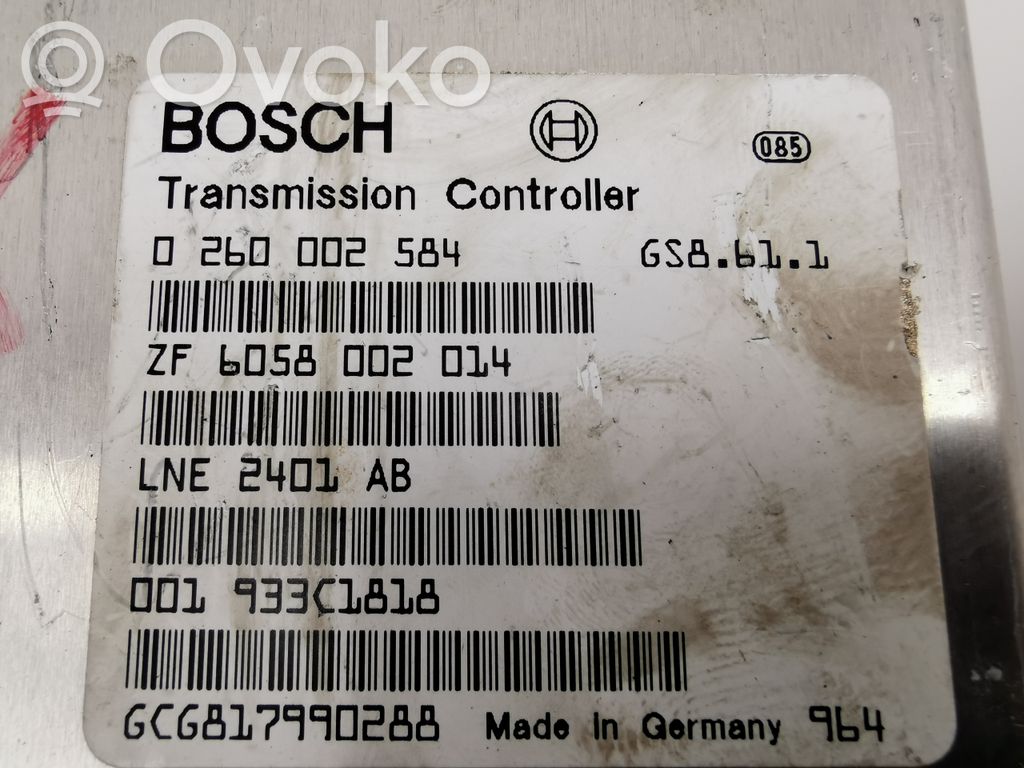 Ovoko
BOSCH
085
Transmission Controller
0 260 002 584 GS8.61.1
ZF 6058 002 014
LNE 2401 AB
001 933C1818
GCG817990288 Made in Germany 964